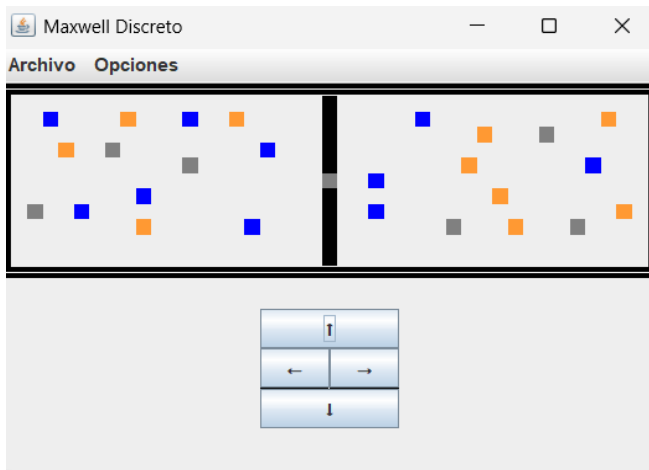 Maxwell Discreto
Archivo Opciones
↑
← →
↓